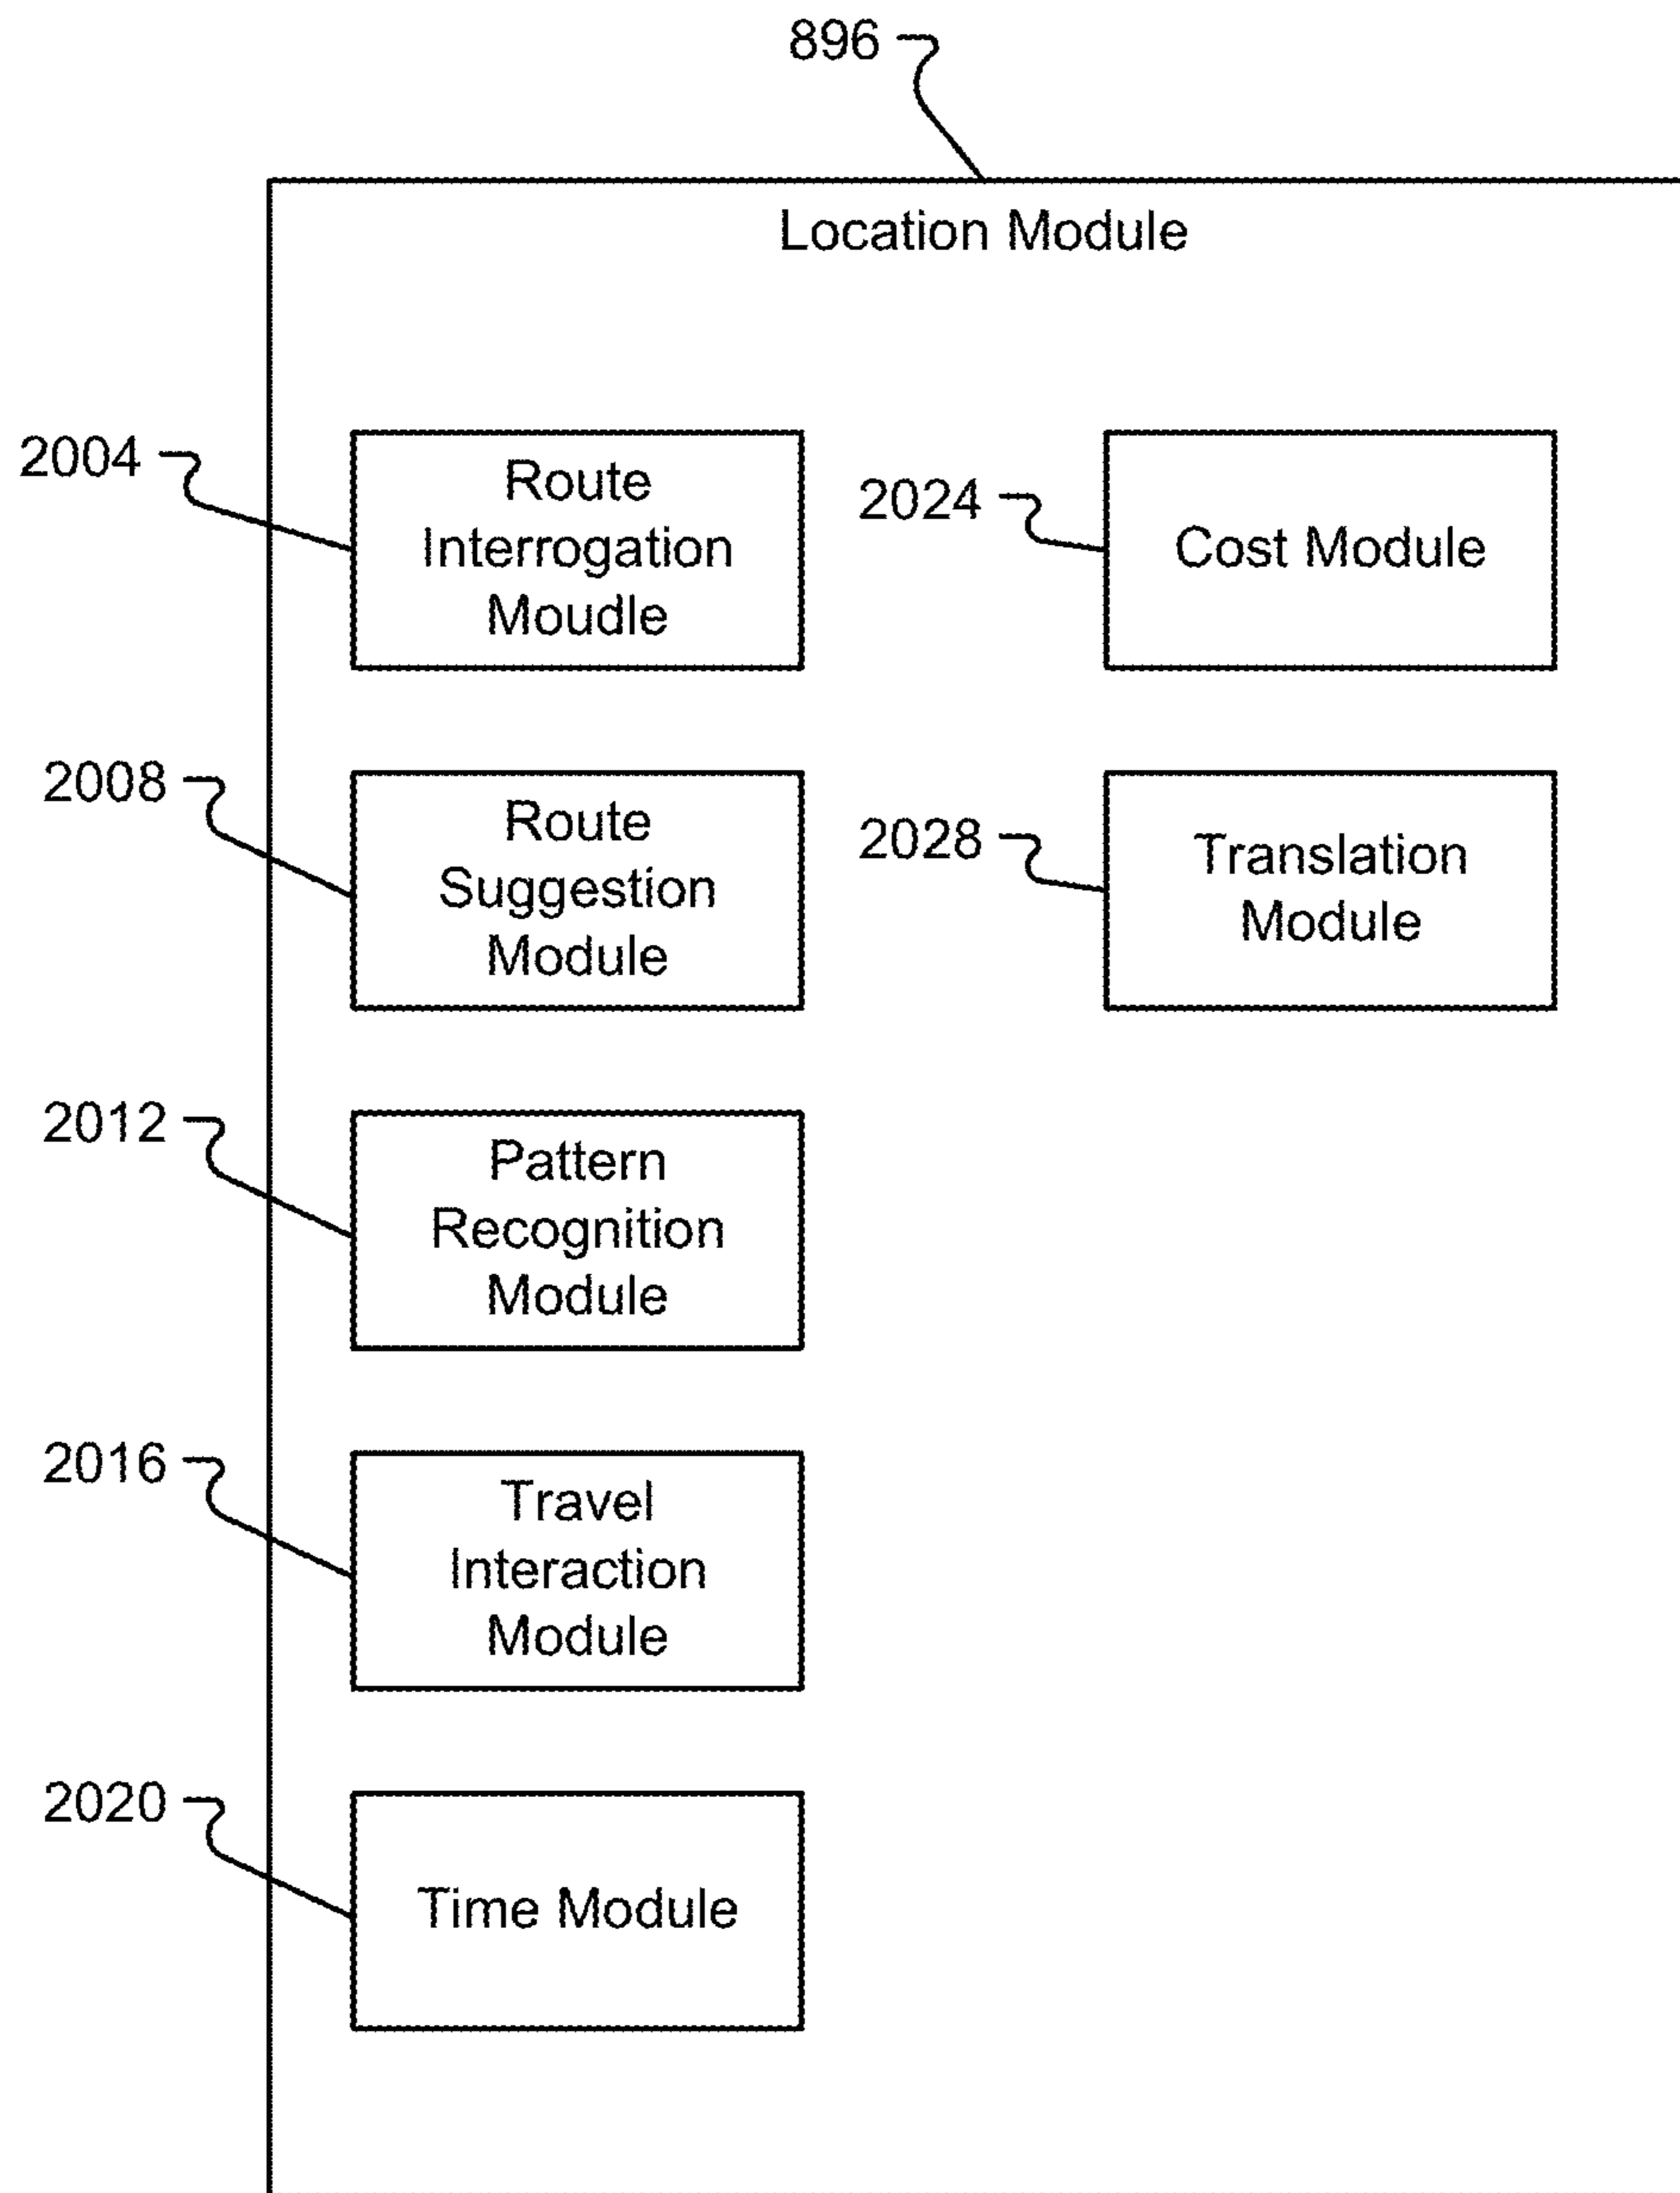 896
Location Module
2004
Route
Interrogation
Moudle
2024
Cost Module
2008
Route
Suggestion
Module
2028
Translation
Module
2012
Pattern
Recognition
Module
2016
Travel
Interaction
Module
2020
Time Module